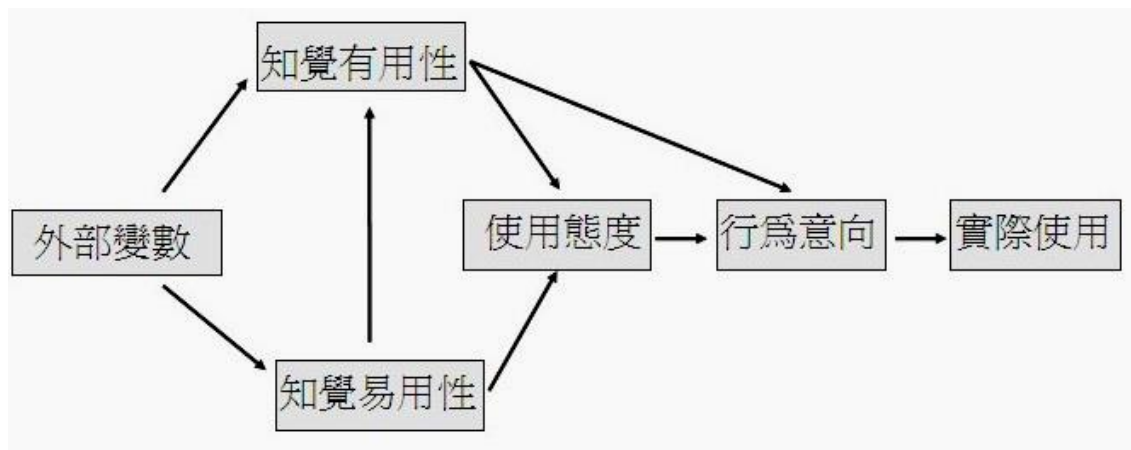 知覺有用性
外部變數
使用態度
行爲意向
實際使用
知覺易用性